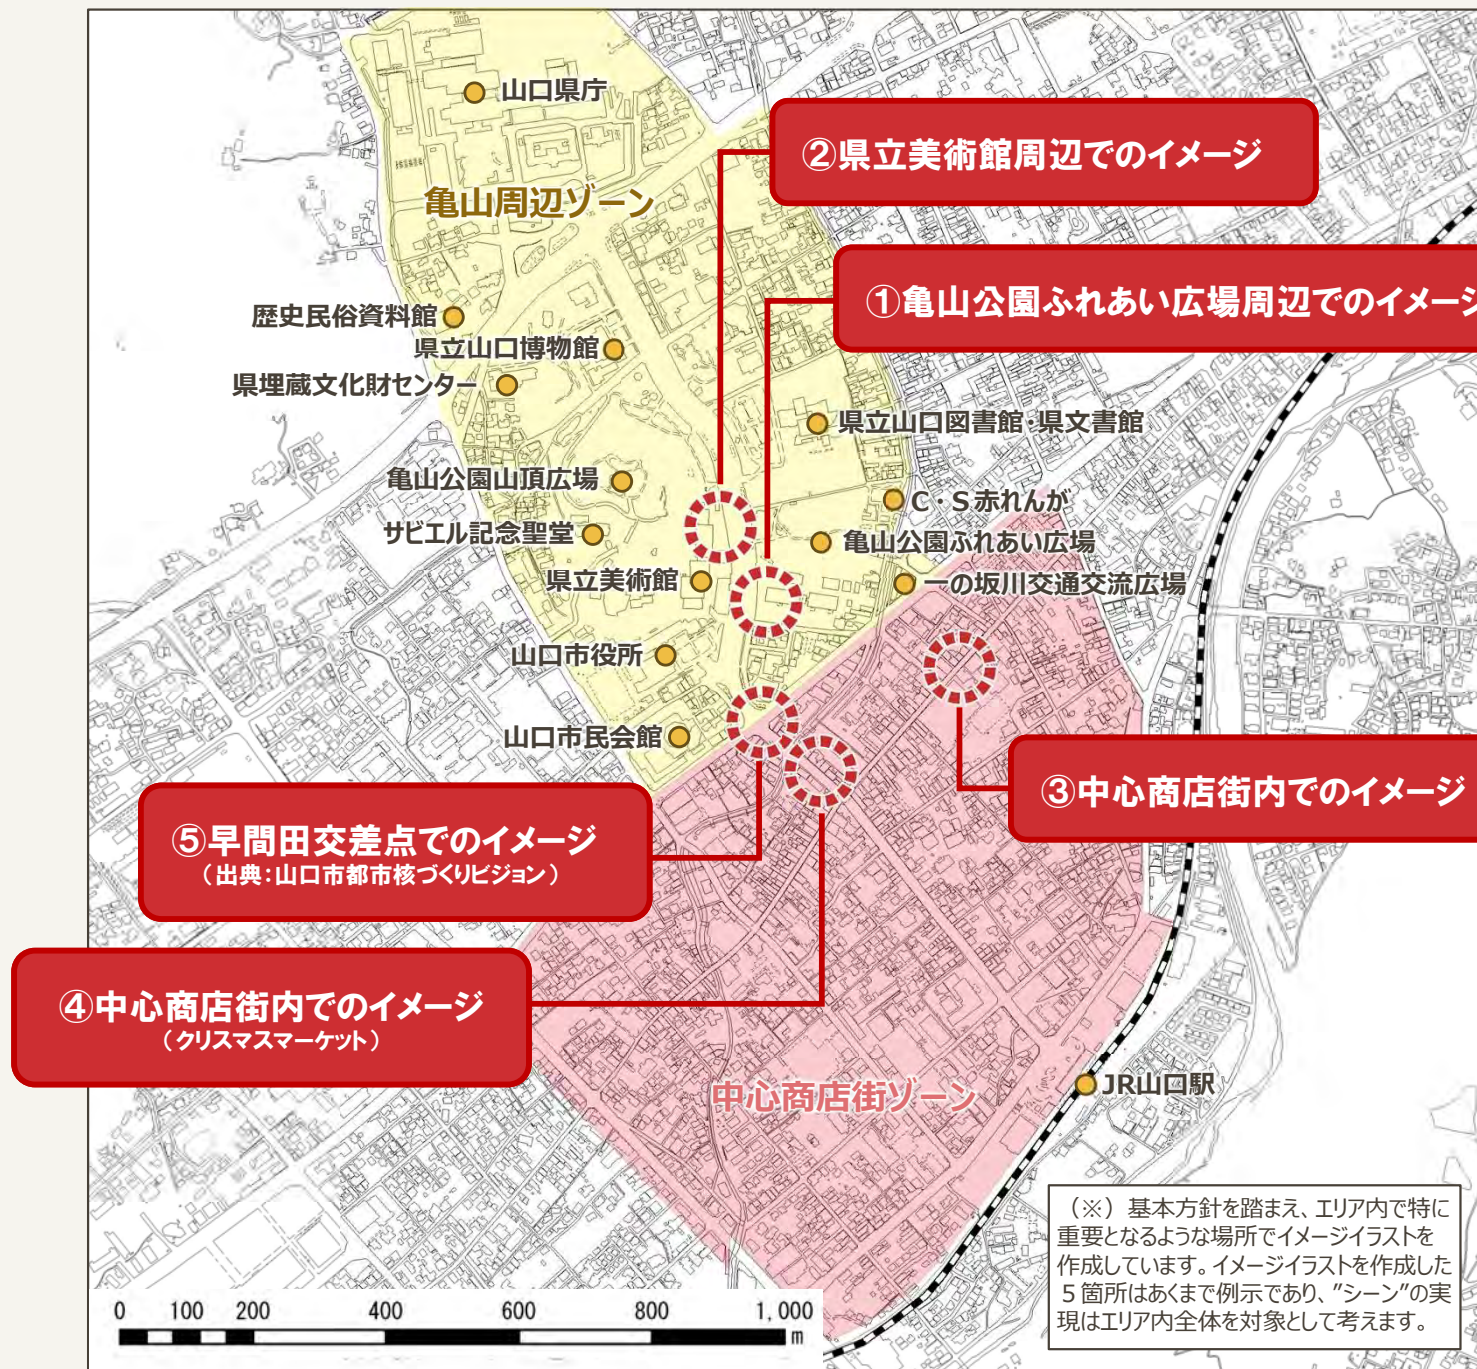 山口県庁
②県立美術館周辺でのイメージ
亀山周辺ゾーン
①亀山公園ふれあい広場周辺でのイメージ
歴史民俗資料館
県立山口博物館
県埋蔵文化財センター
県立山口図書館・県文書館
亀山公園山頂広場
C・S赤れんが
サビエル記念聖堂
亀山公園ふれあい広場
県立美術館
一の坂川交通交流広場
山口市役所
山口市民会館
③中心商店街内でのイメージ
⑤早間田交差点でのイメージ
（出典：山口市都市核づくりビジョン）
④中心商店街内でのイメージ
（クリスマスマーケット）
中心商店街ゾーン
JR山口駅
（※）基本方針を踏まえ、エリア内で特に
重要となるような場所でイメージイラストを
作成しています。イメージイラストを作成した
５箇所はあくまで例示であり、”シーン”の実
現はエリア内全体を対象として考えます。
0 100 200 400 600 800 1,000
m